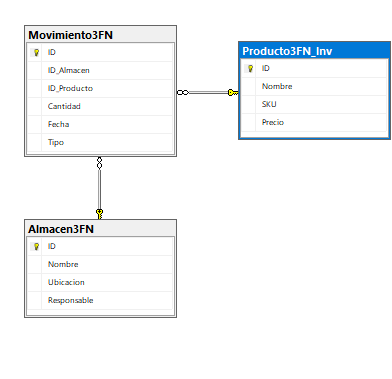 Movimiento3FN
ID
ID_Almacen
ID_Producto
Cantidad
Fecha
Tipo
Producto3FN_Inv
ID
Nombre
SKU
Precio
Almacen3FN
ID
Nombre
Ubicacion
Responsable